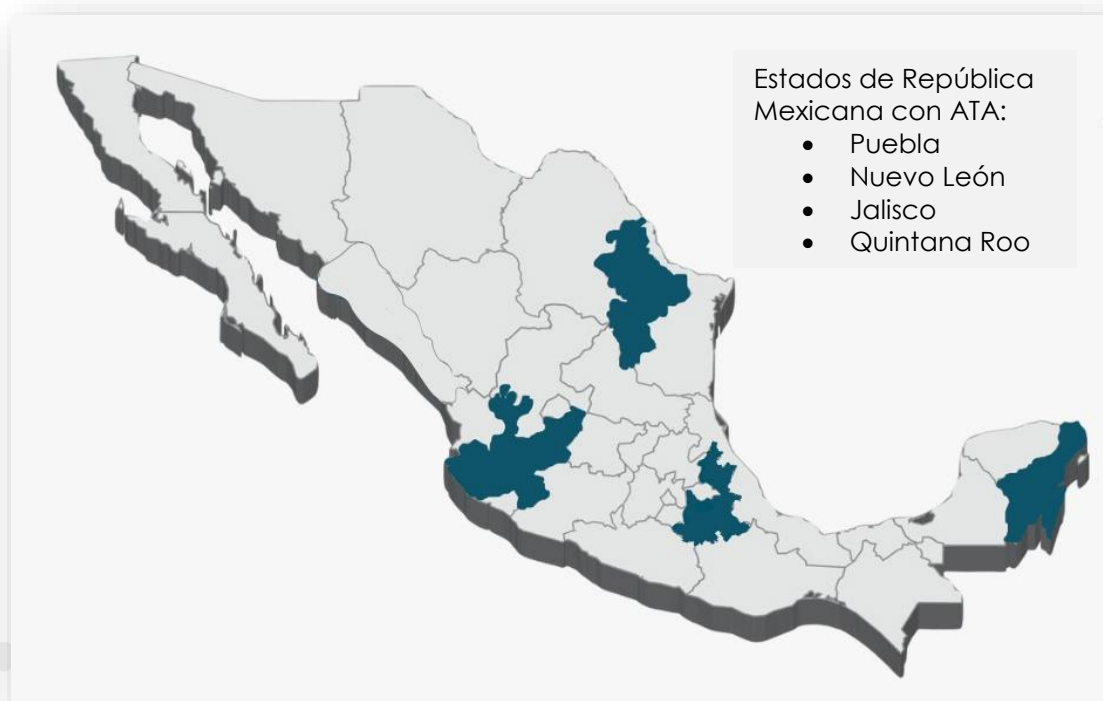 Estados de República
Mexicana con ATA:
• Puebla
• Nuevo León
• Jalisco
• Quintana Roo